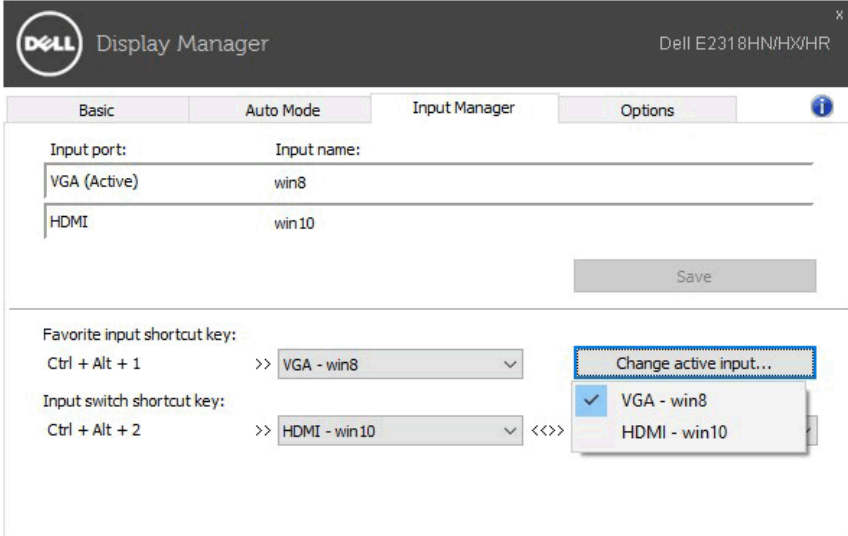 DELL Display Manager Dell E2318HN/HX/HR x
Basic Auto Mode Input Manager Options i
Input port: Input name:
VGA (Active) win8
HDMI win10
Save
Favorite input shortcut key:
Ctrl + Alt + 1 >> VGA - win8 Change active input...
Input switch shortcut key:
VGA - win8
Ctrl + Alt + 2 >> HDMI - win10 <<>> HDMI - win10